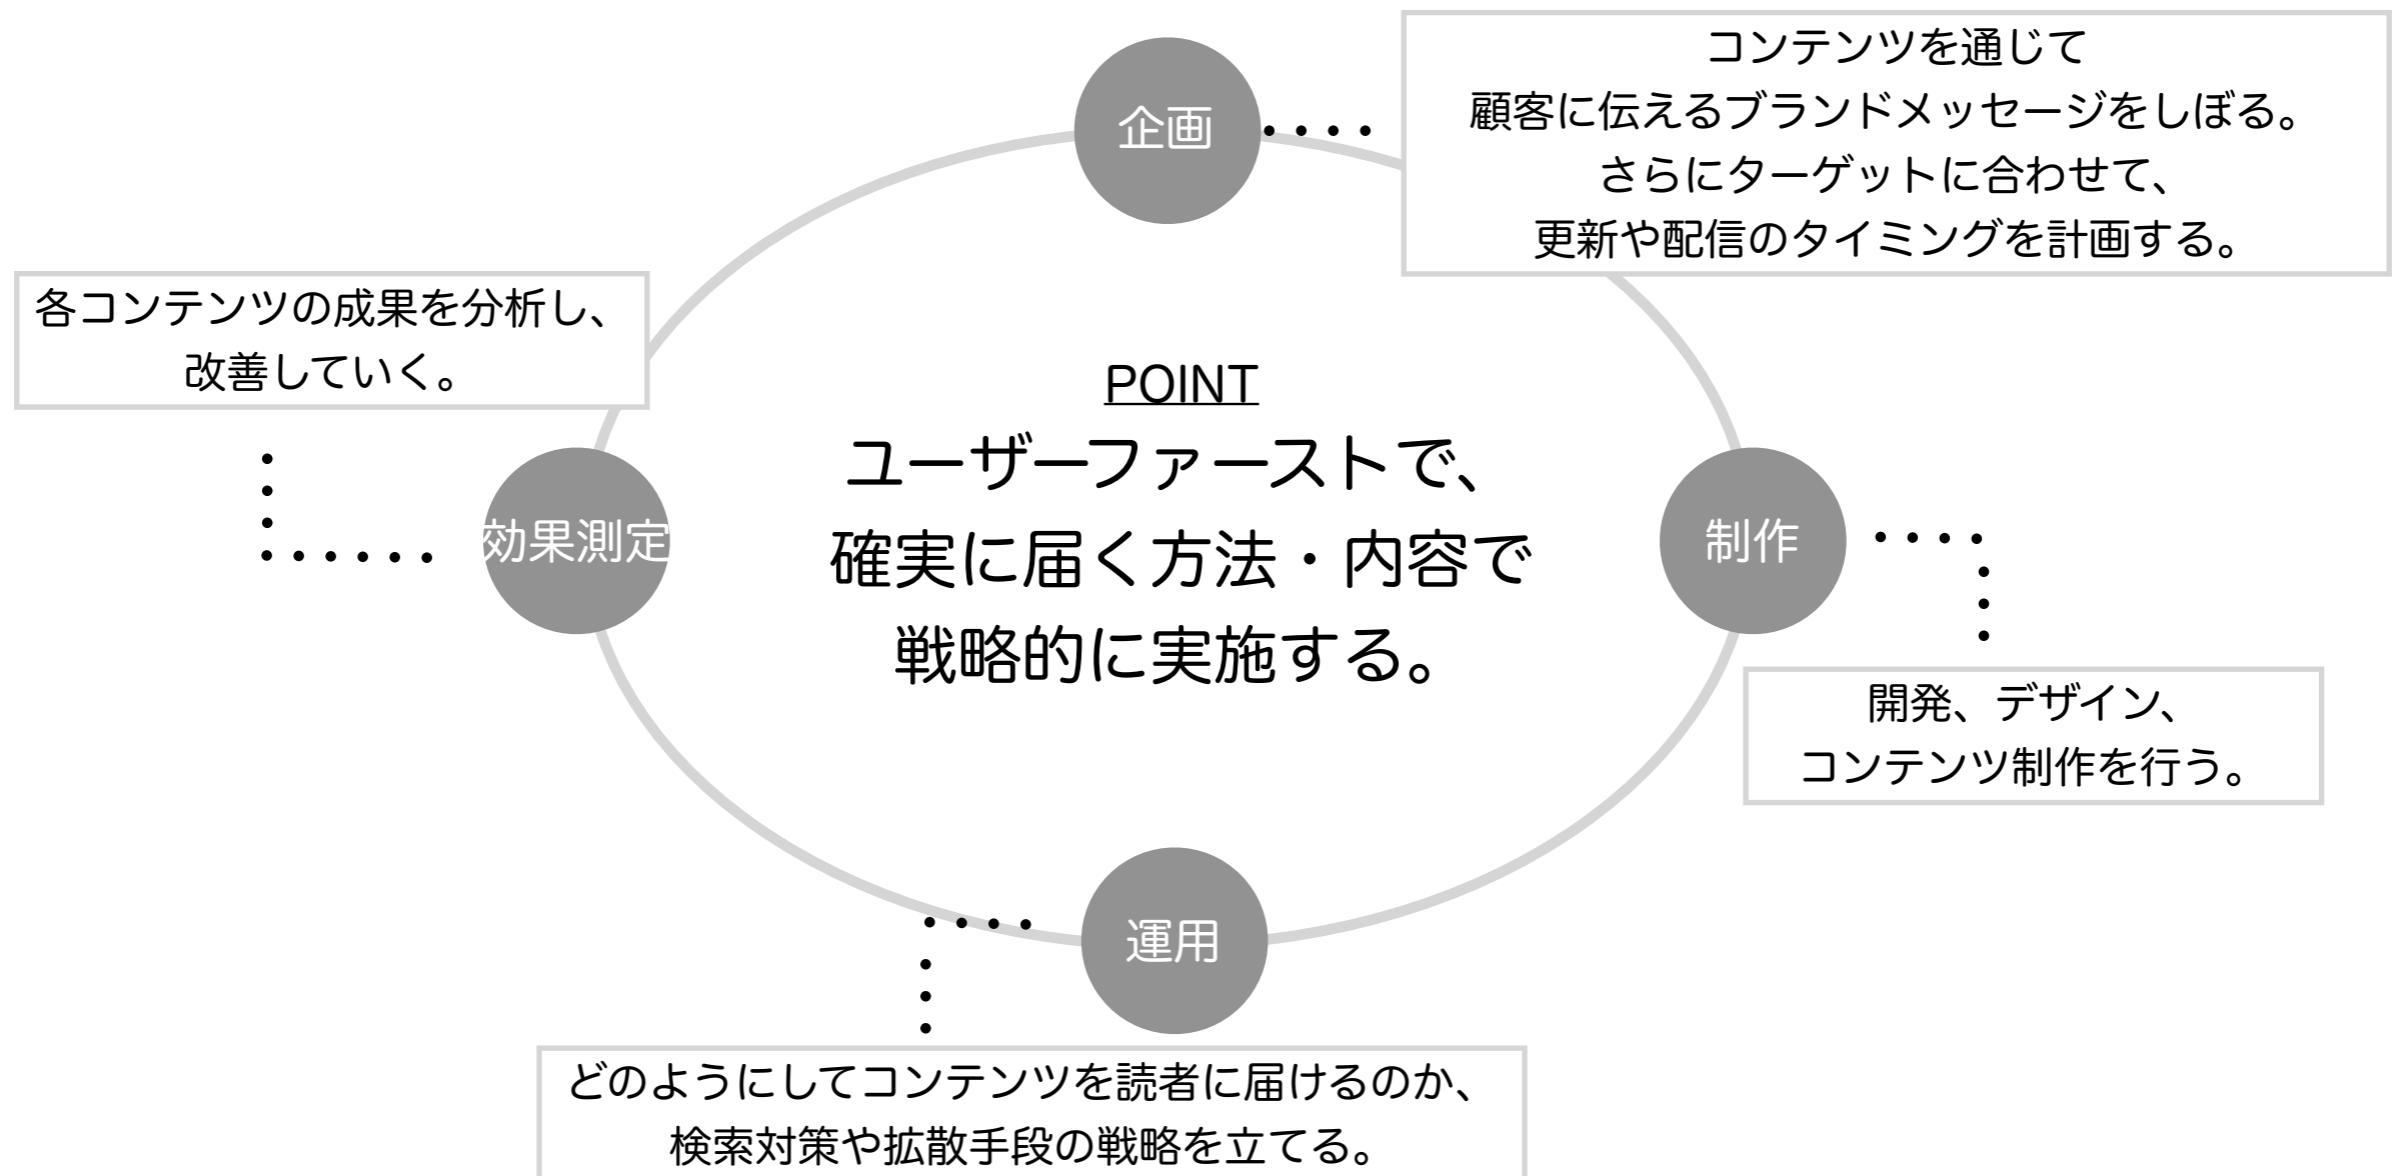 企画
コンテンツを通じて
顧客に伝えるブランドメッセージをしぼる。
さらにターゲットに合わせて、
更新や配信のタイミングを計画する。
各コンテンツの成果を分析し、
改善していく。
効果測定
POINT
ユーザーファーストで、
確実に届く方法・内容で
戦略的に実施する。
制作
開発、デザイン、
コンテンツ制作を行う。
運用
どのようにしてコンテンツを読者に届けるのか、
検索対策や拡散手段の戦略を立てる。